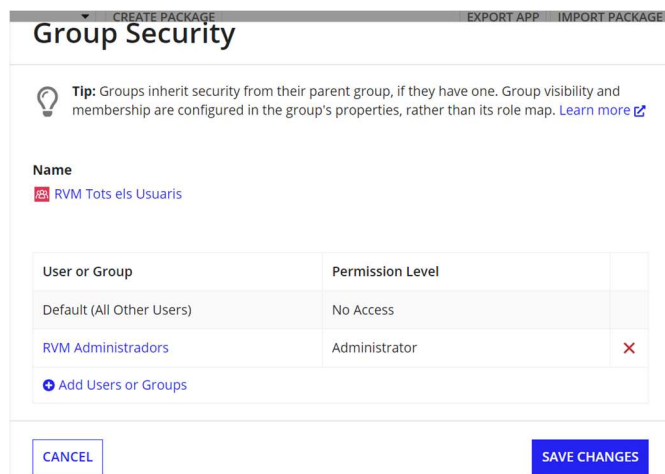 CREATE PACKAGE EXPORT APP IMPORT PACKAGE
Group Security
Tip: Groups inherit security from their parent group, if they have one. Group visibility and
membership are configured in the group's properties, rather than its role map. Learn more
Name
RVM Tots els Usuaris
User or Group Permission Level
Default (All Other Users) No Access
RVM Administradors Administrator
Add Users or Groups
CANCEL SAVE CHANGES